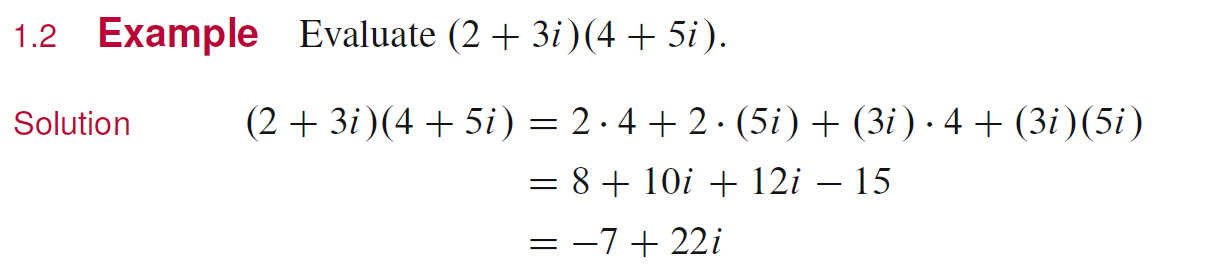 1.2 Example Evaluate (2 + 3i)(4 + 5i).
Solution (2 + 3i)(4 + 5i) = 2 · 4 + 2 · (5i) + (3i) · 4 + (3i)(5i)
= 8 + 10i + 12i − 15
= −7 + 22i